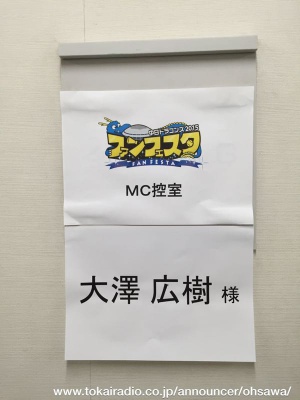 中日ドラゴンズ2015
ファンフェスタ
FAN FESTA
MC控室
大澤 広樹 様
www.tokairadio.co.jp/announcer/ohsawa/